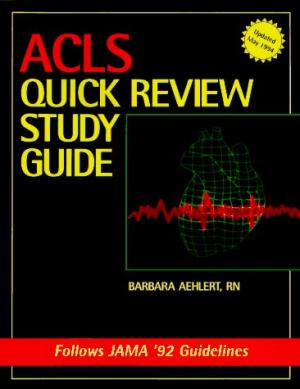 Updated
May 1994
ACLS
QUICK REVIEW
STUDY
GUIDE
BARBARA AEHLERT, RN
Follows JAMA '92 Guidelines